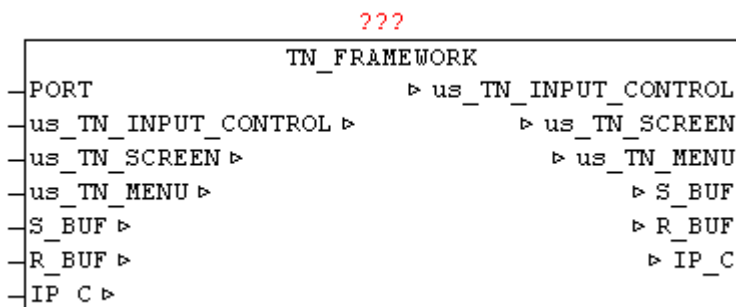 ???
TN_FRAMEWORK
PORT ▷ us_TN_INPUT_CONTROL
us_TN_INPUT_CONTROL ▷ ▷ us_TN_SCREEN
us_TN_SCREEN ▷ ▷ us_TN_MENU
us_TN_MENU ▷ ▷ S_BUF
S_BUF ▷ ▷ R_BUF
R_BUF ▷ ▷ IP_C
IP_C ▷